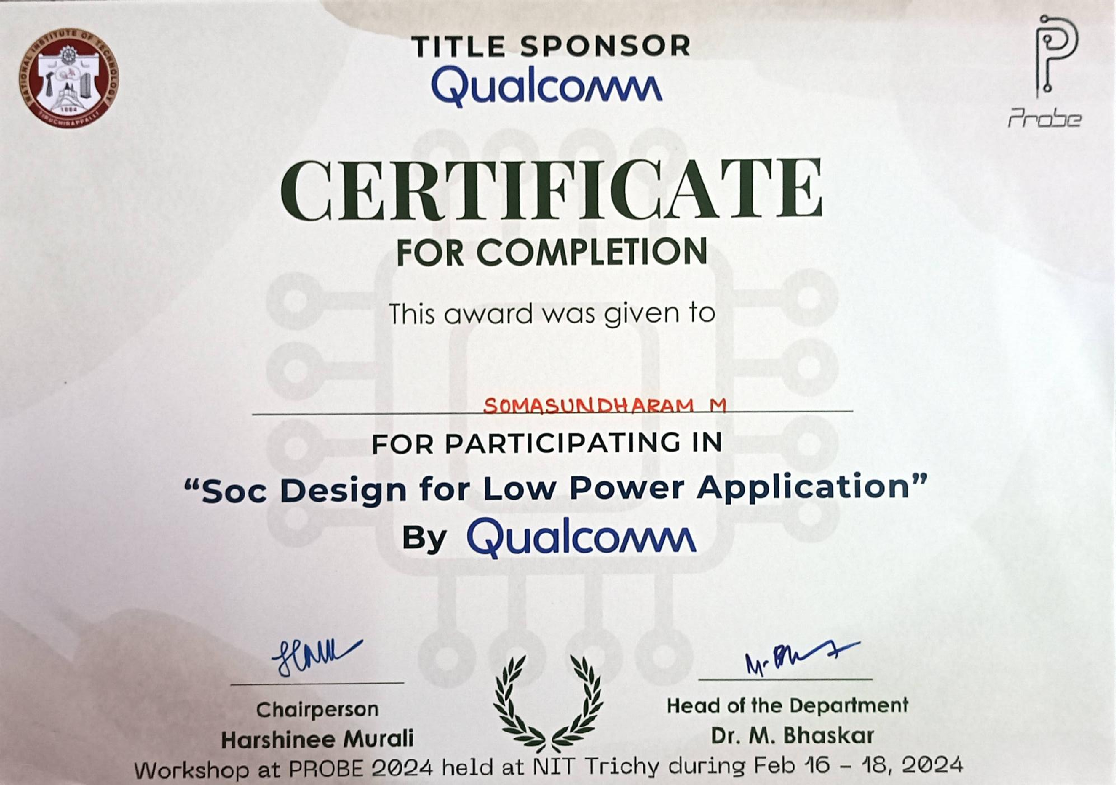 NATIONAL INSTITUTE OF TECHNOLOGY
TIRUCHIRAPPALLI
1964
TITLE SPONSOR
Qualcomm
Probe
CERTIFICATE
FOR COMPLETION
This award was given to
SOMASUNDHARAM M
FOR PARTICIPATING IN
“Soc Design for Low Power Application”
By Qualcomm
Chairperson
Harshinee Murali
Head of the Department
Dr. M. Bhaskar
Workshop at PROBE 2024 held at NIT Trichy during Feb 16 – 18, 2024